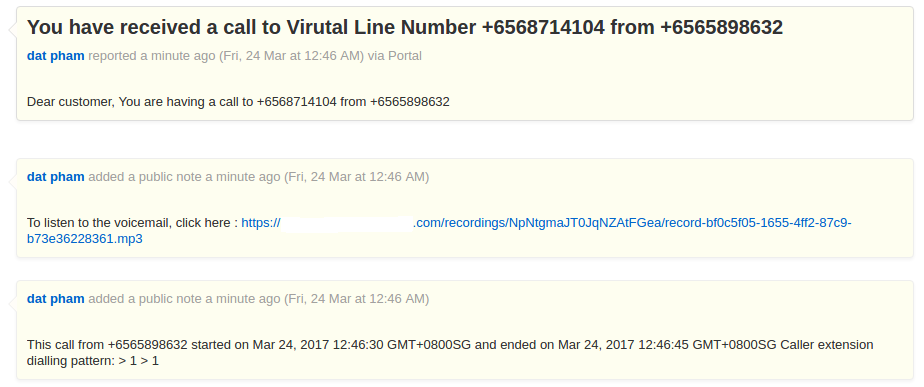 You have received a call to Virutal Line Number +6568714104 from +6565898632
dat pham reported a minute ago (Fri, 24 Mar at 12:46 AM) via Portal
Dear customer, You are having a call to +6568714104 from +6565898632
dat pham added a public note a minute ago (Fri, 24 Mar at 12:46 AM)
To listen to the voicemail, click here : https:// .com/recordings/NpNtgmaJT0JqNZAtFGea/record-bf0c5f05-1655-4ff2-87c9-
b73e36228361.mp3
dat pham added a public note a minute ago (Fri, 24 Mar at 12:46 AM)
This call from +6565898632 started on Mar 24, 2017 12:46:30 GMT+0800SG and ended on Mar 24, 2017 12:46:45 GMT+0800SG Caller extension
dialling pattern: > 1 > 1